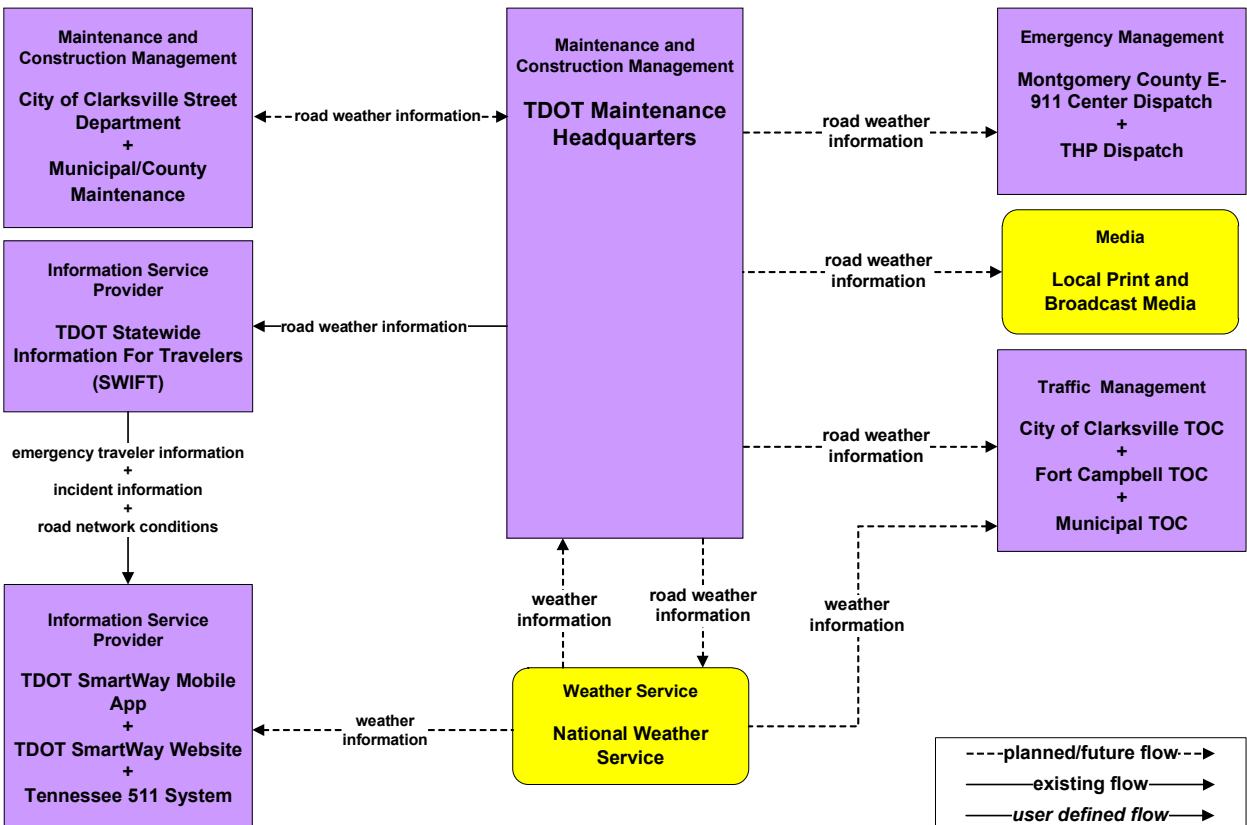 Maintenance and
Construction Management
City of Clarksville Street
Department
+
Municipal/County
Maintenance
road weather information
Maintenance and
Construction Management
TDOT Maintenance
Headquarters
road weather
information
Emergency Management
Montgomery County E-
911 Center Dispatch
+
THP Dispatch
road weather
information
Media
Local Print and
Broadcast Media
Information Service
Provider
TDOT Statewide
Information For Travelers
(SWIFT)
road weather information
road weather
information
Traffic Management
City of Clarksville TOC
+
Fort Campbell TOC
+
Municipal TOC
emergency traveler information
+
incident information
+
road network conditions
weather
information
road weather
information
weather
information
Information Service
Provider
TDOT SmartWay Mobile
App
+
TDOT SmartWay Website
+
Tennessee 511 System
weather
information
Weather Service
National Weather
Service
planned/future flow
existing flow
user defined flow